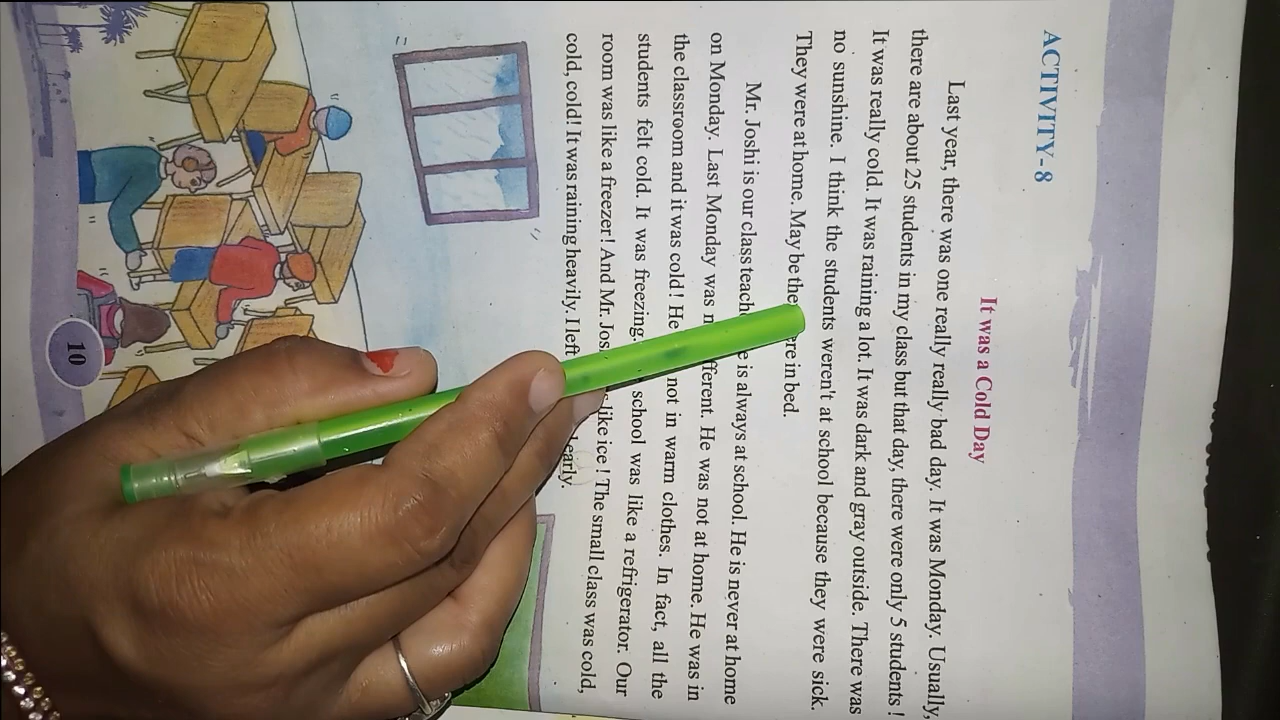 ACTIVITY-8
It was a Cold Day
Last year, there was one really really bad day. It was Monday. Usually,
there are about 25 students in my class but that day, there were only 5 students !
It was really cold. It was raining a lot. It was dark and gray outside. There was
no sunshine. I think the students weren't at school because they were sick.
They were at home. May be in bed.
Mr. Joshi is our class is always at school. He is never at home
on Monday. Last Monday was He was not at home. He was in
the classroom and it was cold! He not in warm clothes. In fact, all the
students felt cold. It was freezing. school was like a refrigerator. Our
room was like a freezer! And Mr. like ice ! The small class was cold,
cold, cold! It was raining heavily. I left
10